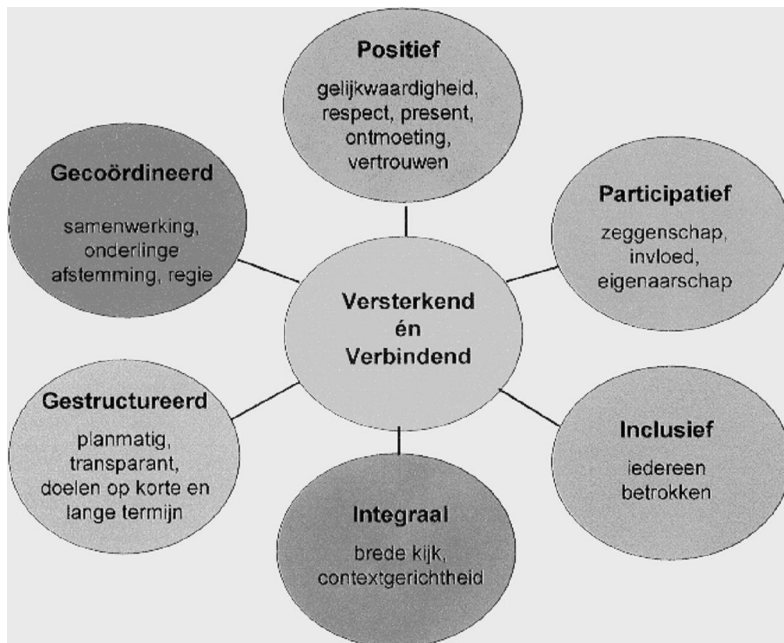 Positief
gelijkwaardigheid,
respect, present,
ontmoeting,
vertrouwen
Gecoördineerd
samenwerking,
onderlinge
afstemming, regie
Participatief
zeggenschap,
invloed,
eigenaarschap
Versterkend
én
Verbindend
Gestructureerd
planmatig,
transparant,
doelen op korte en
lange termijn
Inclusief
iedereen
betrokken
Integraal
brede kijk,
contextgerichtheid